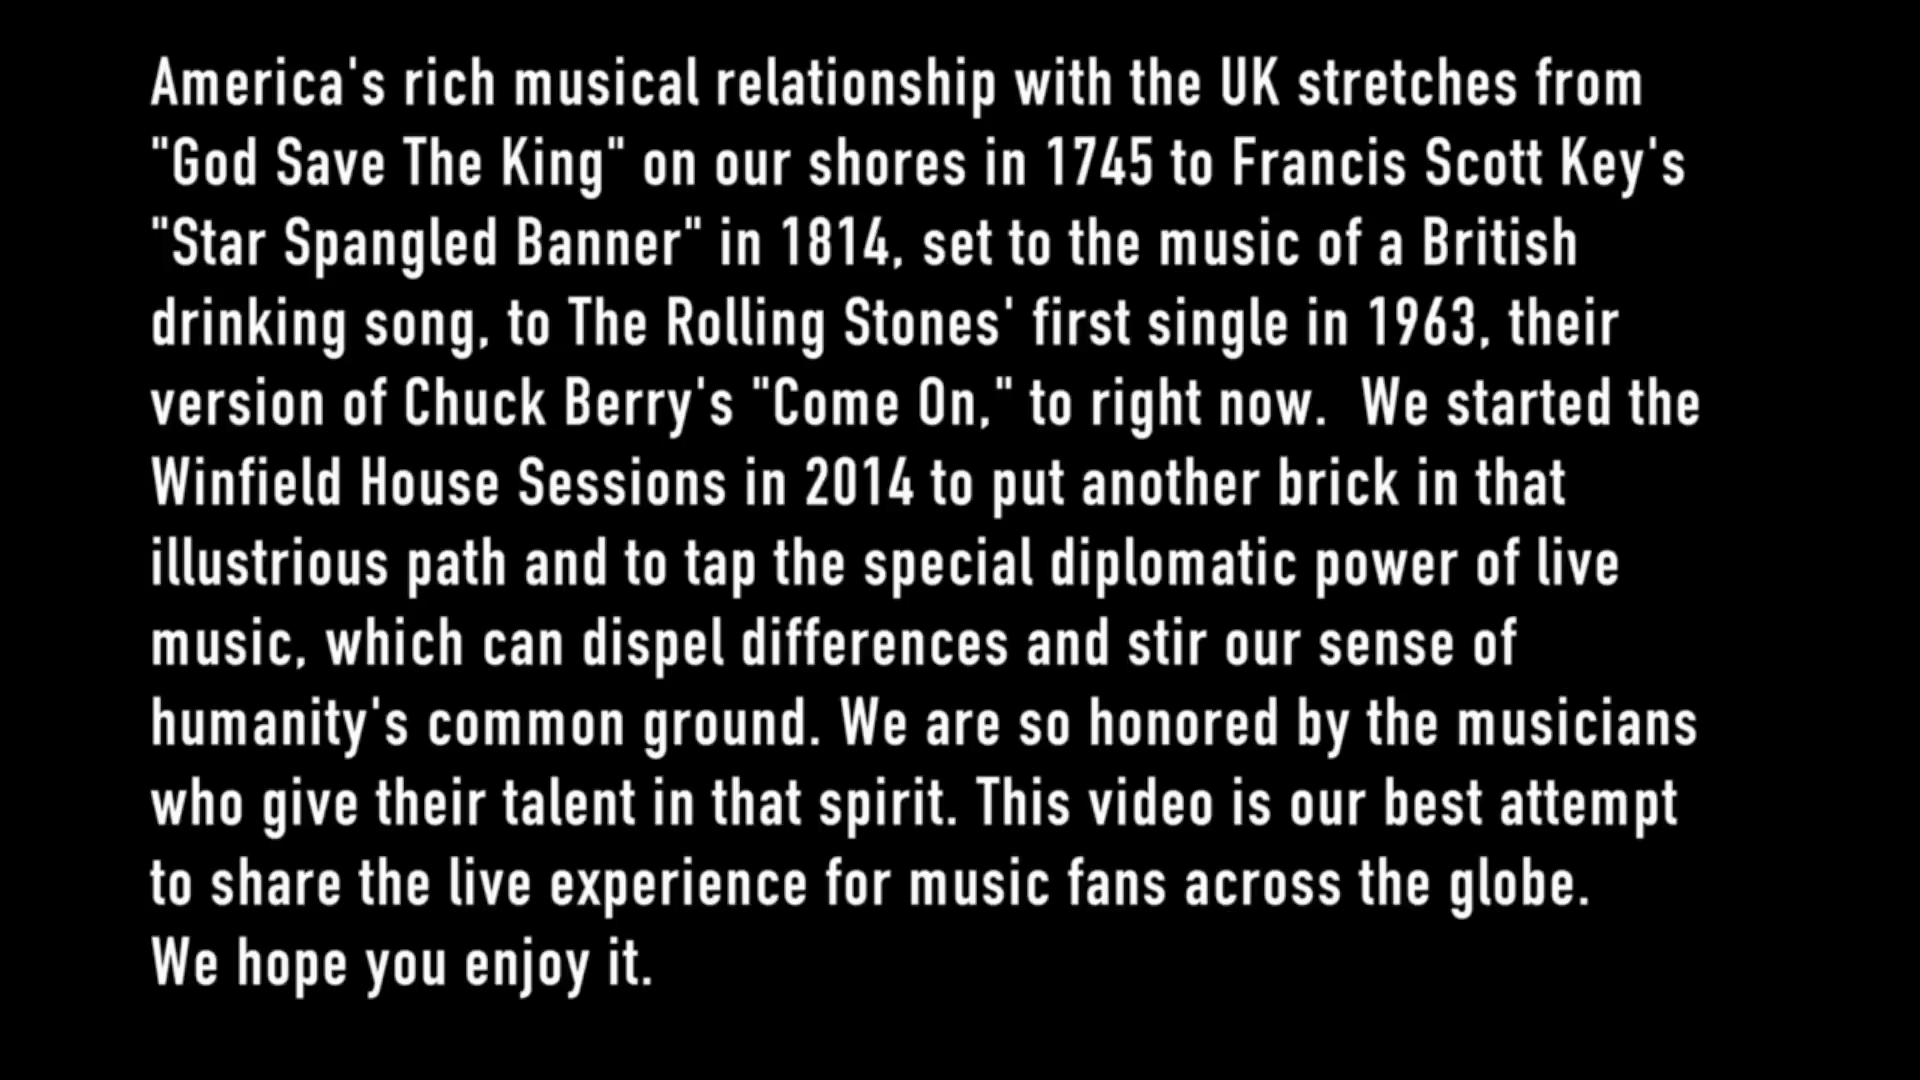 America's rich musical relationship with the UK stretches from
"God Save The King" on our shores in 1745 to Francis Scott Key's
"Star Spangled Banner" in 1814, set to the music of a British
drinking song, to The Rolling Stones' first single in 1963, their
version of Chuck Berry's "Come On," to right now.  We started the
Winfield House Sessions in 2014 to put another brick in that
illustrious path and to tap the special diplomatic power of live
music, which can dispel differences and stir our sense of
humanity's common ground. We are so honored by the musicians
who give their talent in that spirit. This video is our best attempt
to share the live experience for music fans across the globe.
We hope you enjoy it.